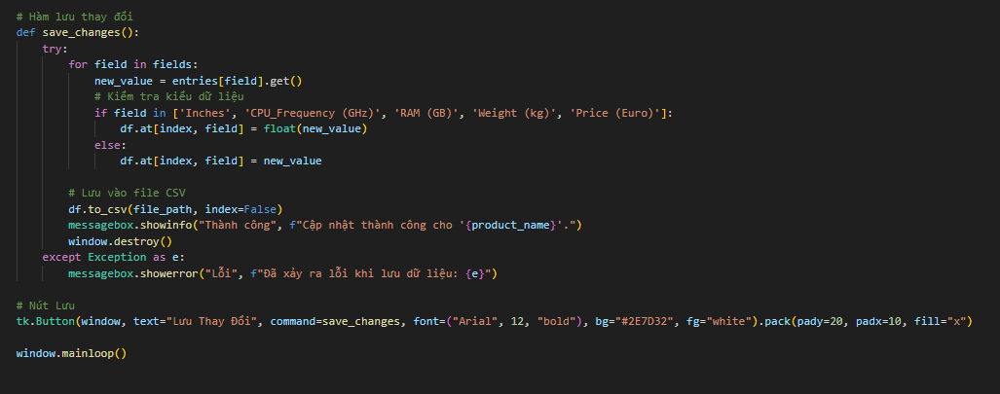 # Hàm lưu thay đổi
def save_changes():
    try:
        for field in fields:
            new_value = entries[field].get()
            # Kiểm tra kiểu dữ liệu
            if field in ['Inches', 'CPU_Frequency (GHz)', 'RAM (GB)', 'Weight (kg)', 'Price (Euro)']:
                df.at[index, field] = float(new_value)
            else:
                df.at[index, field] = new_value

        # Lưu vào file CSV
        df.to_csv(file_path, index=False)
        messagebox.showinfo("Thành công", f"Cập nhật thành công cho '{product_name}'.")
        window.destroy()
    except Exception as e:
        messagebox.showerror("Lỗi", f"Đã xảy ra lỗi khi lưu dữ liệu: {e}")

# Nút Lưu
tk.Button(window, text="Lưu Thay Đổi", command=save_changes, font=("Arial", 12, "bold"), bg="#2E7D32", fg="white").pack(pady=20, padx=10, fill="x")

window.mainloop()